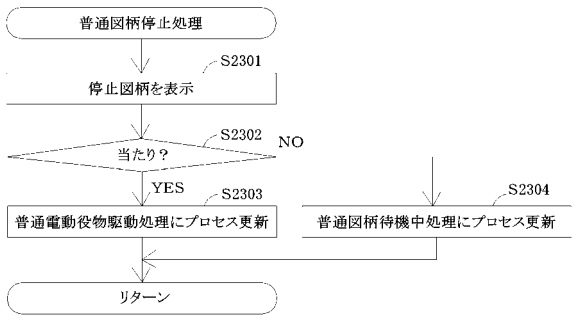 普通図柄停止処理
S2301
停止図柄を表示
S2302
当たり？
NO
YES
S2303
普通電動役物駆動処理にプロセス更新
S2304
普通図柄待機中処理にプロセス更新
リターン